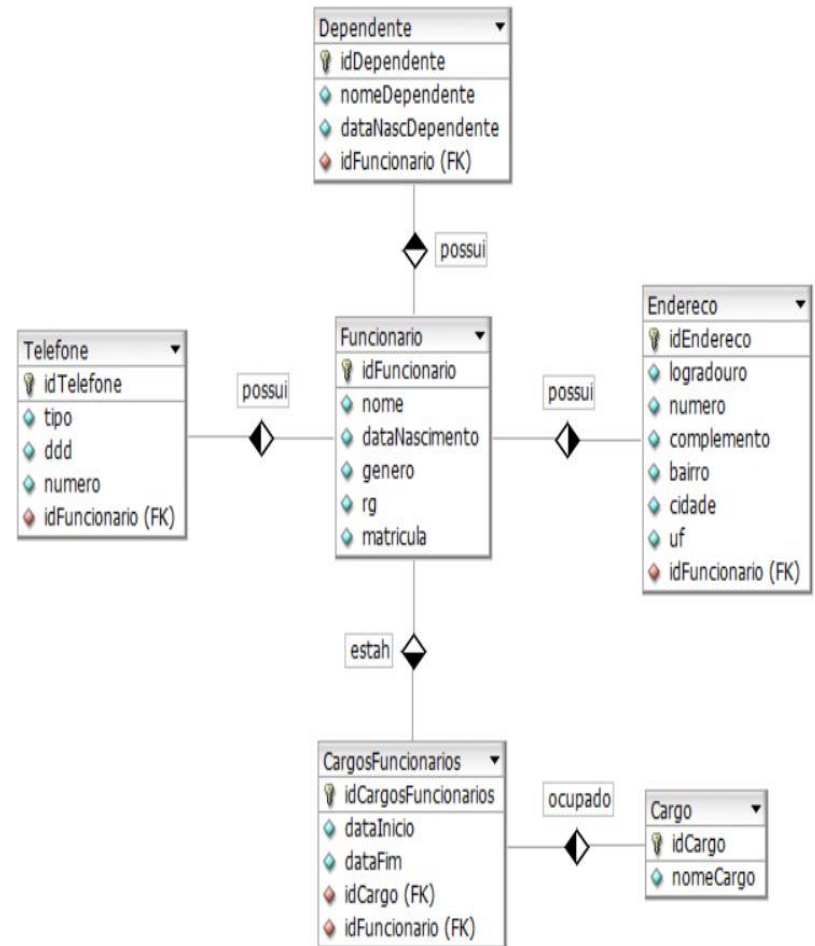 Dependente
idDependente
nomeDependente
dataNascDependente
idFuncionario (FK)
possui
Telefone
idTelefone
tipo
ddd
numero
idFuncionario (FK)
possui
Funcionario
idFuncionario
nome
dataNascimento
genero
rg
matricula
possui
Endereco
idEndereco
logradouro
numero
complemento
bairro
cidade
uf
idFuncionario (FK)
estah
CargosFuncionarios
idCargosFuncionarios
dataInicio
dataFim
idCargo (FK)
idFuncionario (FK)
ocupado
Cargo
idCargo
nomeCargo